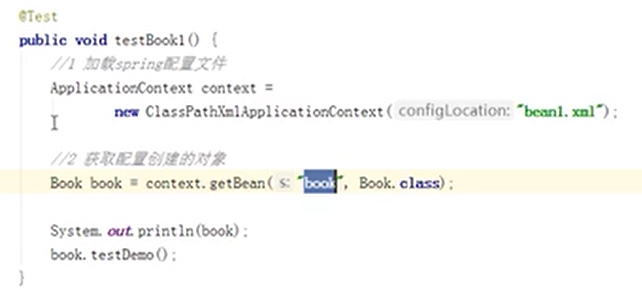 @Test
public void testBook1() {
//1 加载spring配置文件
ApplicationContext context =
new ClassPathXmlApplicationContext( configLocation: "bean1.xml");
//2 获取配置创建的对象
Book book = context.getBean( s: "book", Book.class);
System.out.println(book);
book.testDemo();
}